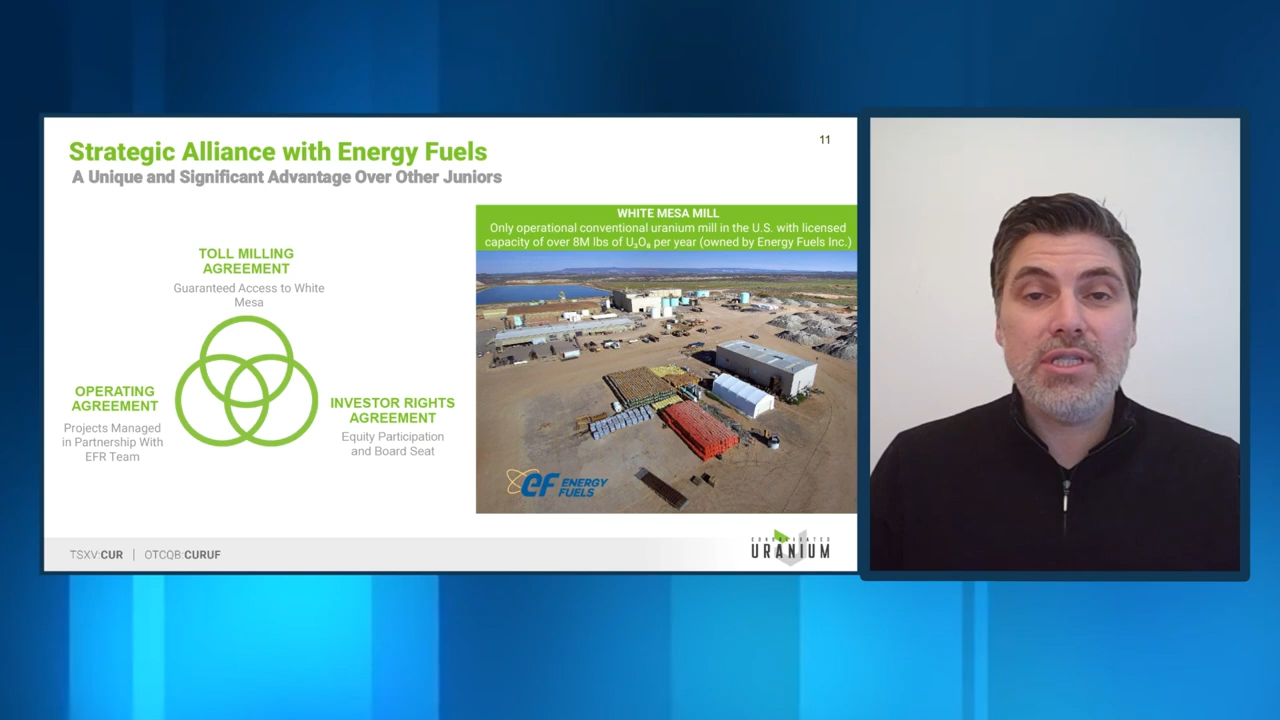 Strategic Alliance with Energy Fuels
11
A Unique and Significant Advantage Over Other Juniors
TOLL MILLING
AGREEMENT
Guaranteed Access to White
Mesa
OPERATING
AGREEMENT
Projects Managed
in Partnership With
EFR Team
INVESTOR RIGHTS
AGREEMENT
Equity Participation
and Board Seat
WHITE MESA MILL
Only operational conventional uranium mill in the U.S. with licensed
capacity of over 8M lbs of U₃O₈ per year (owned by Energy Fuels Inc.)
ef ENERGY
FUELS
TSXV:CUR | OTCQB:CURUF
CONSOLIDATED
URANIUM